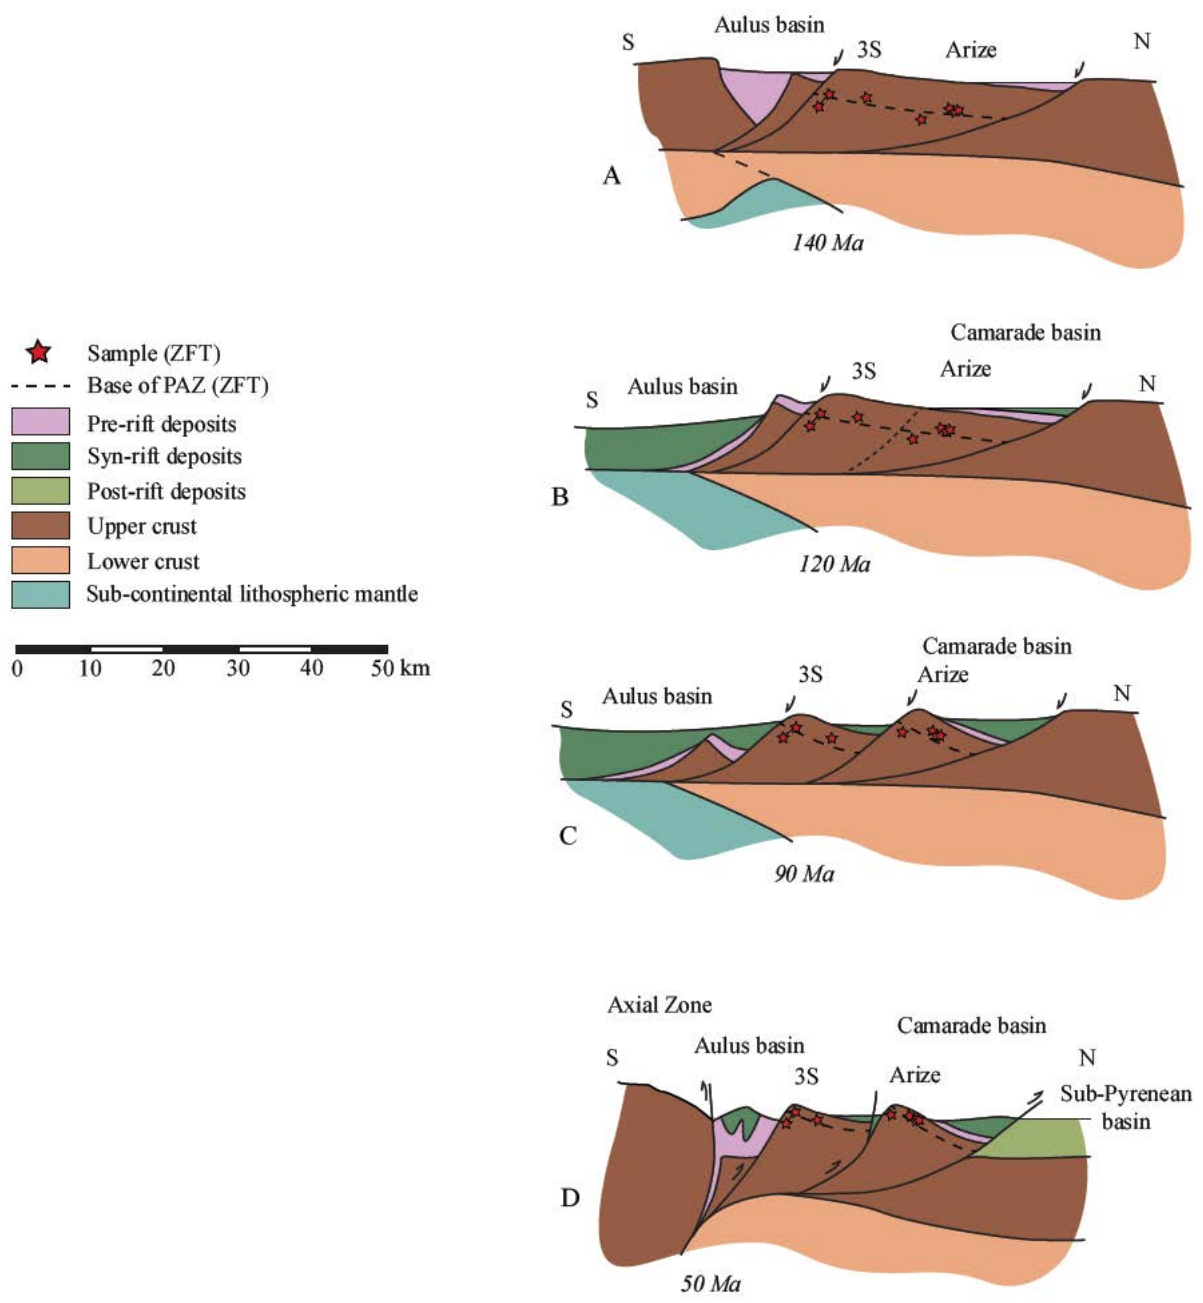 Aulus basin
S
3S
Arize
N
A
140 Ma
Sample (ZFT)
Base of PAZ (ZFT)
Pre-rift deposits
Syn-rift deposits
Post-rift deposits
Upper crust
Lower crust
Sub-continental lithospheric mantle
0 10 20 30 40 50 km
Camarade basin
Aulus basin
3S
Arize
S
N
B
120 Ma
Camarade basin
3S
Arize
Aulus basin
S
N
C
90 Ma
Axial Zone
Camarade basin
Aulus basin
S
3S
Arize
N
Sub-Pyrenean
basin
D
50 Ma